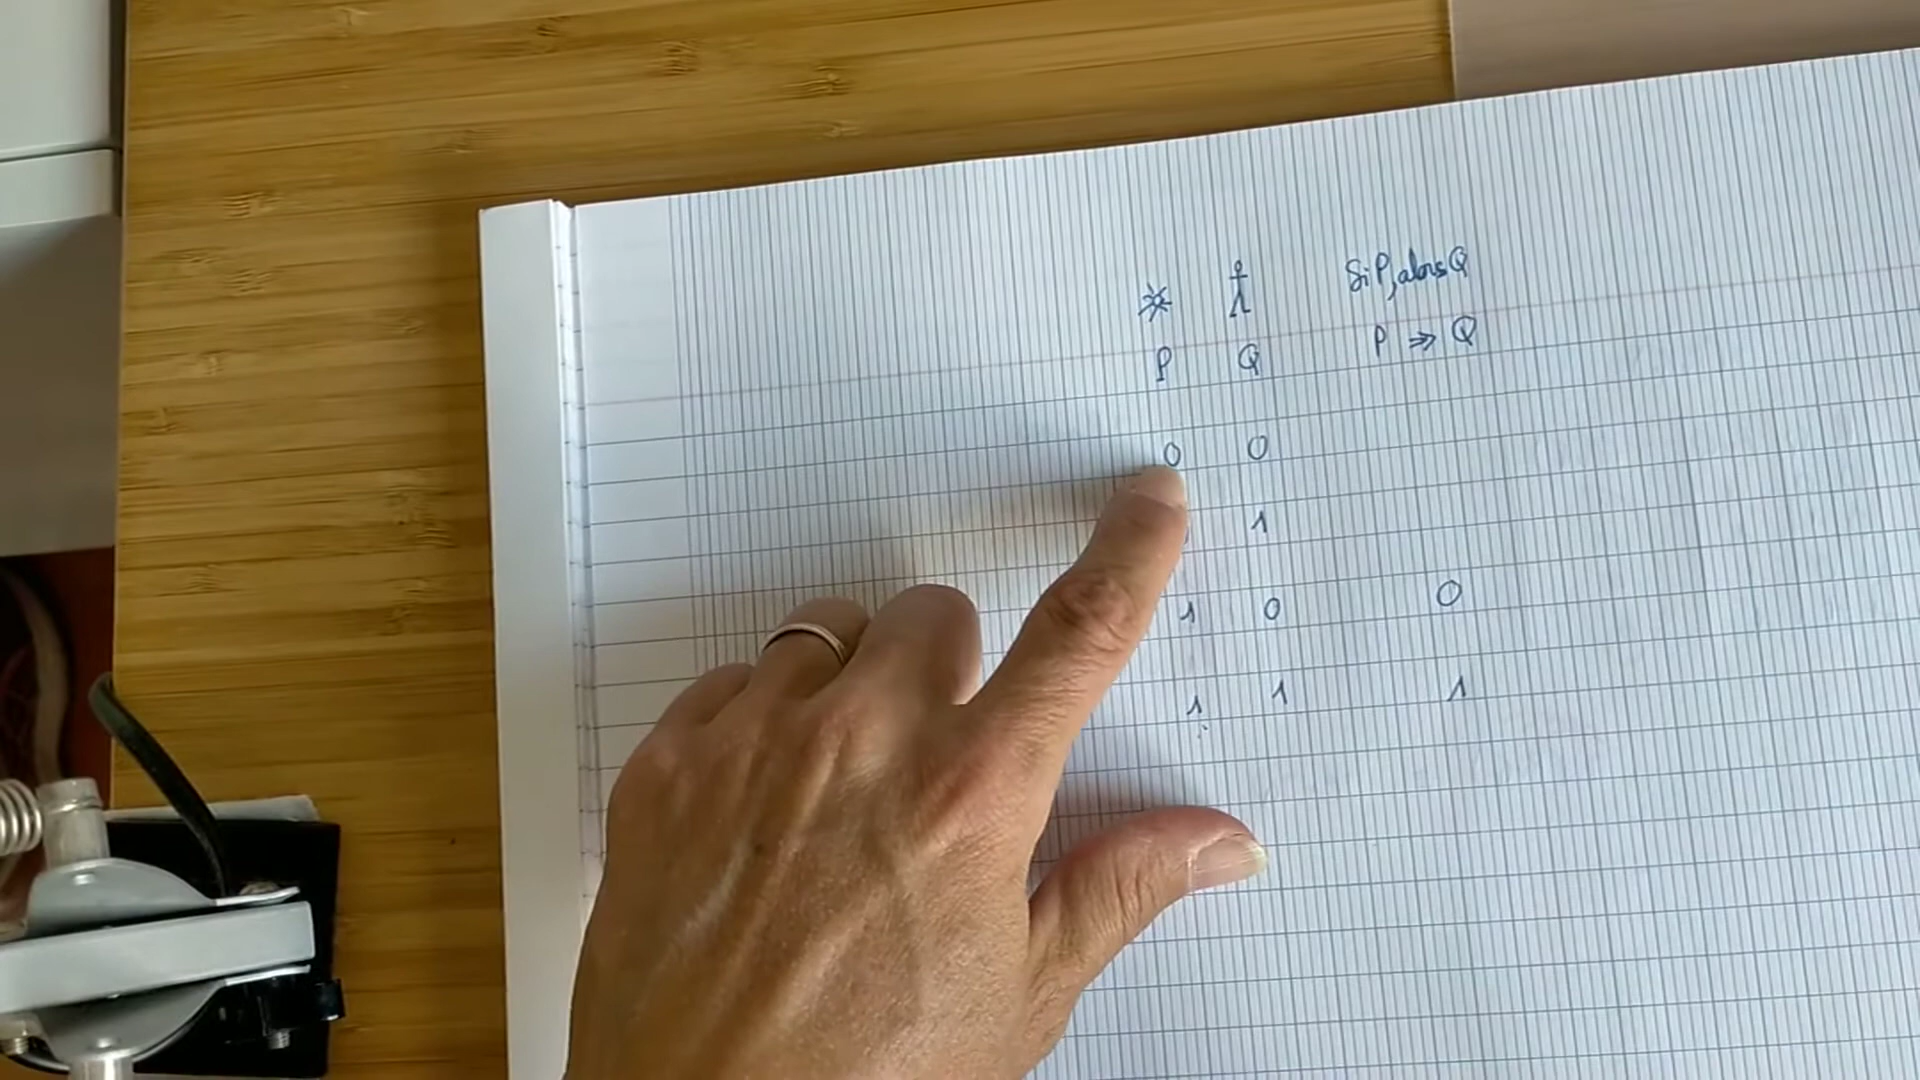 Si P, alors Q
P Q P ⇒ Q
0 0
1
1 0 0
1 1 1